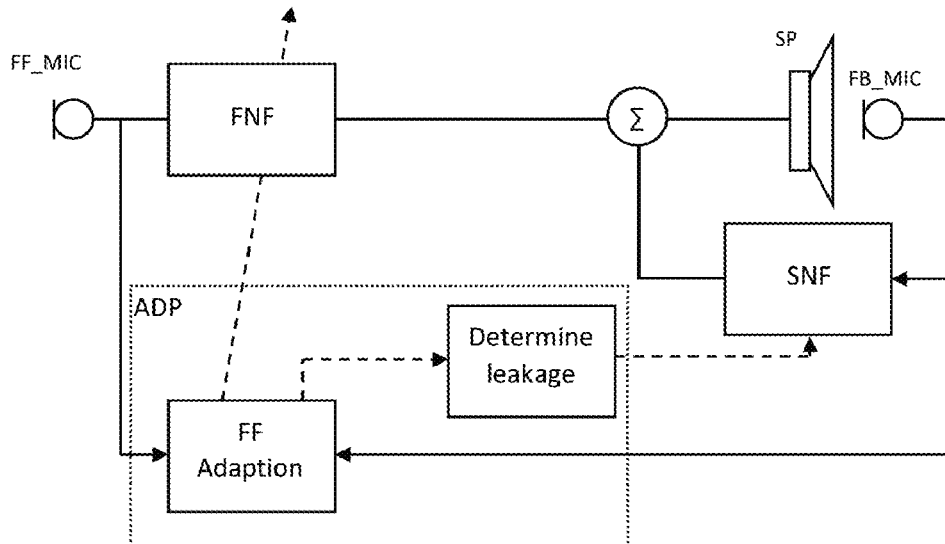 FF_MIC
FNF
Σ
SP
FB_MIC
SNF
ADP
Determine
leakage
FF
Adaption